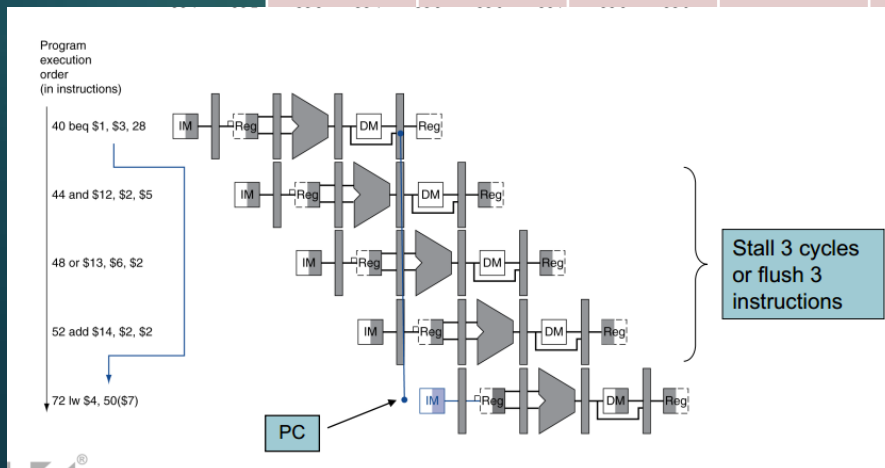 Program
execution
order
(in instructions)
40 beq $1, $3, 28
IM
Reg
DM
Reg
44 and $12, $2, $5
IM
Reg
DM
Reg
48 or $13, $6, $2
IM
Reg
DM
Reg
52 add $14, $2, $2
IM
Reg
DM
Reg
72 lw $4, 50($7)
IM
Reg
DM
Reg
Stall 3 cycles
or flush 3
instructions
PC
®